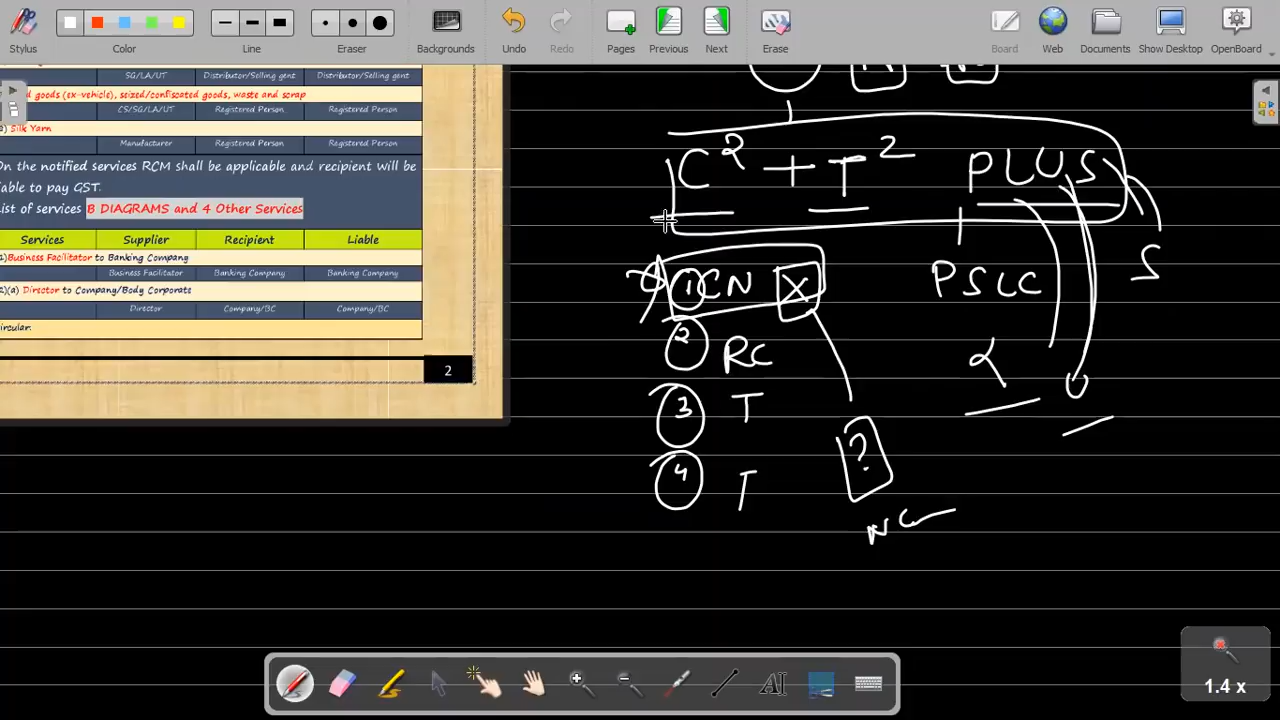 Stylus
Color
Line
Eraser
Backgrounds
Undo
Redo
Pages
Previous
Next
Erase
Board
Web
Documents
Show Desktop
OpenBoard
SG/LA/UT Distributor/Selling gent Distributor/Selling gent
d goods (ex-vehicle), seized/confiscated goods, waste and scrap
CS/SG/LA/UT Registered Person. Registered Person
) Silk Yarn
Manufacturer Registered Person Registered Person
On the notified services RCM shall be applicable and recipient will be
iable to pay GST.
List of services 8 DIAGRAMS and 4 Other Services
Services Supplier Recipient Liable
1)Business Facilitator to Banking Company
Business Facilitator Banking Company Banking Company
2)(a) Director to Company/Body Corporate
Director Company/BC Company/BC
ircular:
2
C² + T² PLUS
1 CN X
2 RC
3 T
4 T
PSLC
L
U
S
?
NC
1.4 x